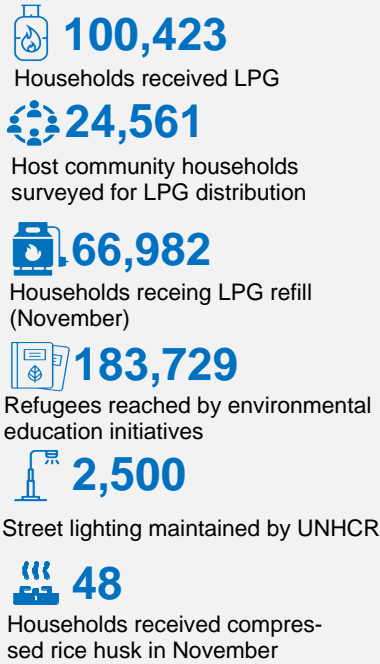 100,423
Households received LPG
24,561
Host community households
surveyed for LPG distribution
66,982
Households receing LPG refill
(November)
183,729
Refugees reached by environmental
education initiatives
2,500
Street lighting maintained by UNHCR
48
Households received compres-
sed rice husk in November